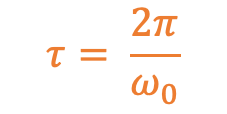 τ = 2π / ω₀